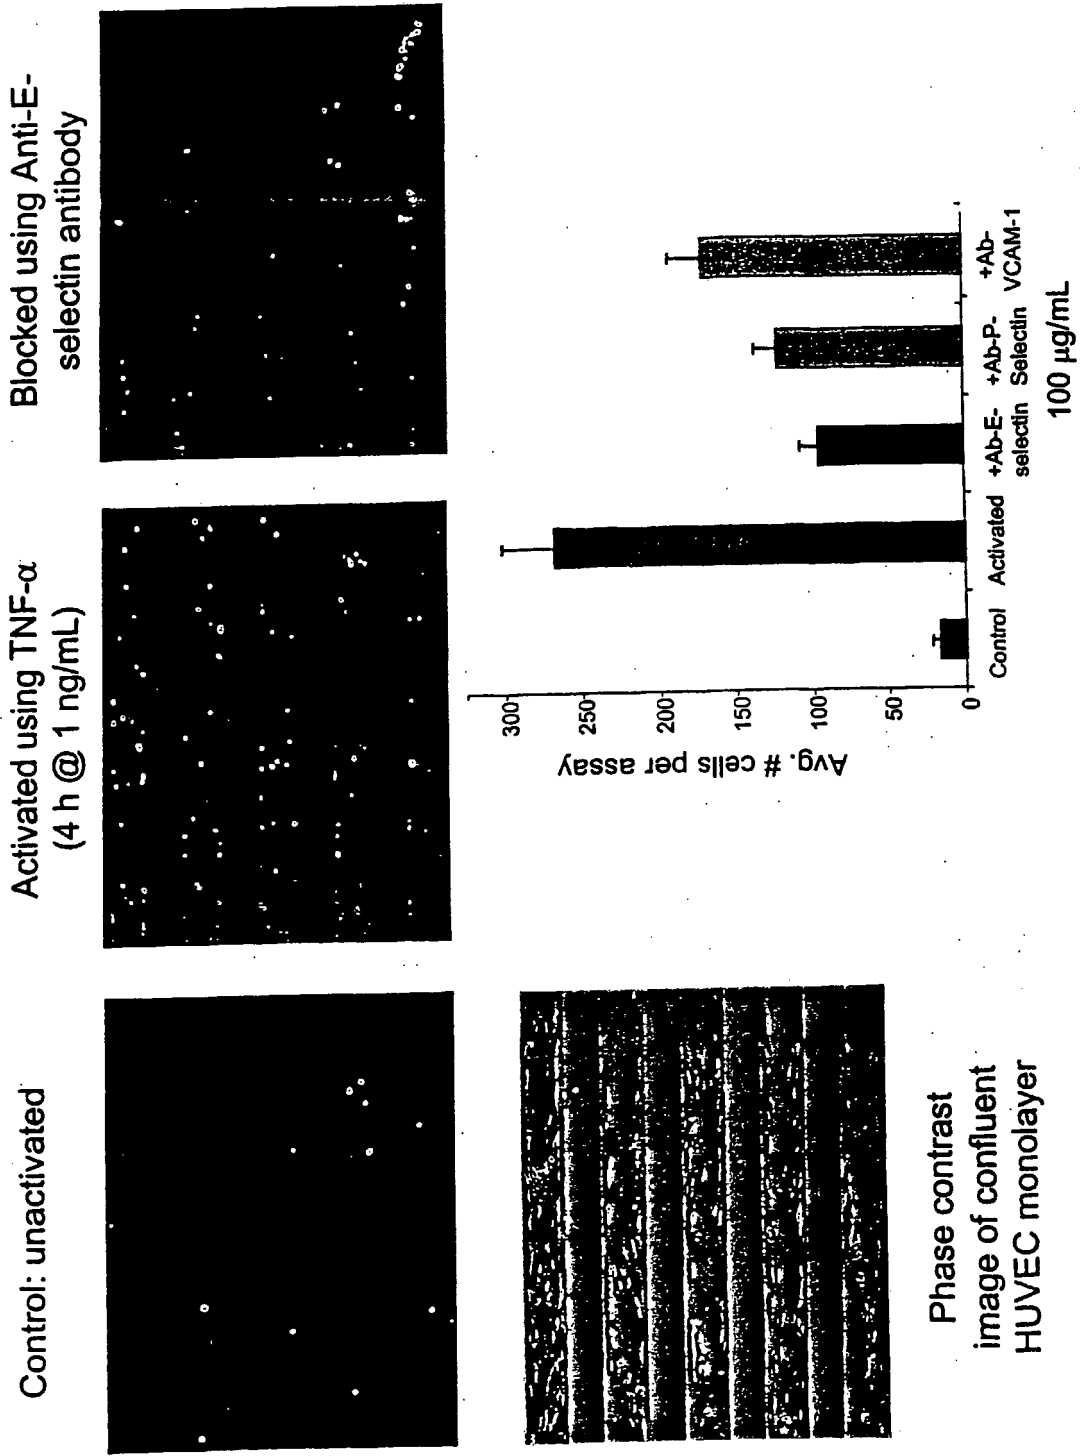 Control: unactivated
Activated using TNF-α
(4 h @ 1 ng/mL)
Blocked using Anti-E-
selectin antibody
Phase contrast
image of confluent
HUVEC monolayer
Avg. # cells per assay
300
250
200
150
100
50
0
Control
Activated
+Ab-E-
selectin
+Ab-P-
Selectin
+Ab-
VCAM-1
100 μg/mL